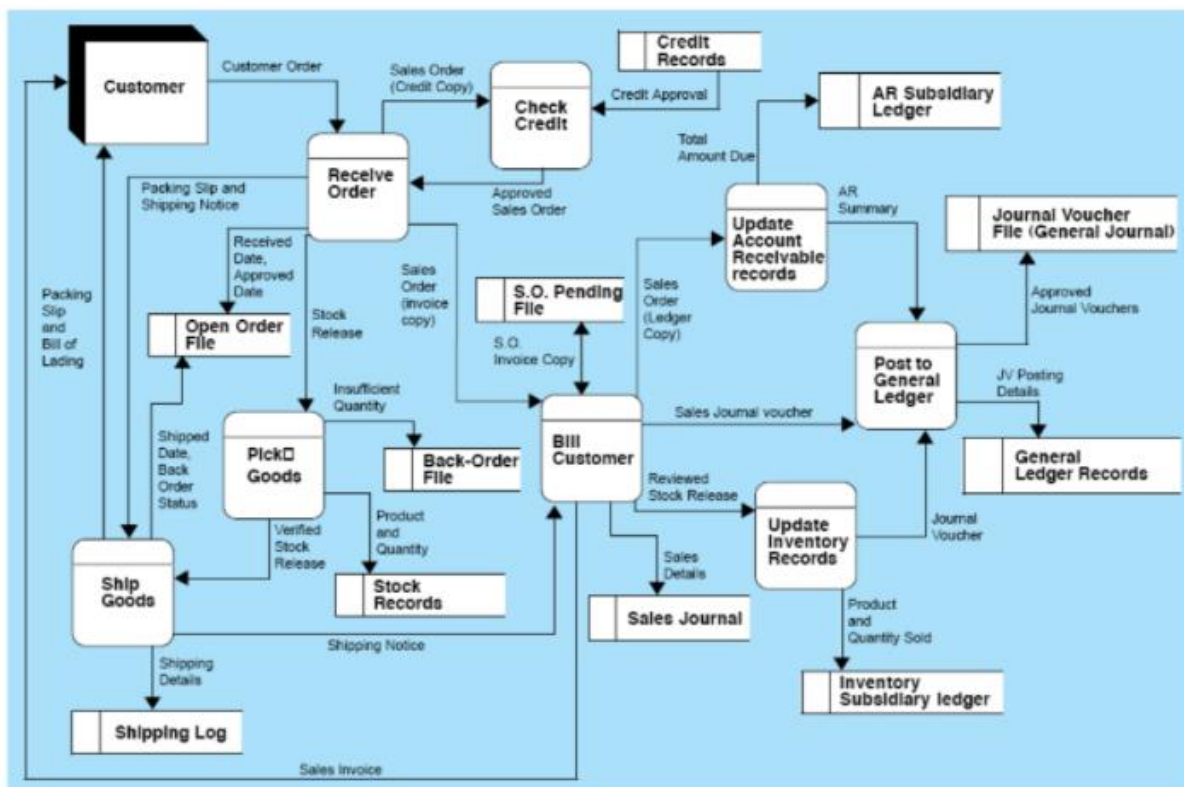 Customer
Customer Order
Sales Order
(Credit Copy)
Check
Credit
Credit
Records
Credit Approval
AR Subsidiary
Ledger
Total
Amount Due
Receive
Order
Packing Slip and
Shipping Notice
Approved
Sales Order
Update
Account
Receivable
records
AR
Summary
Journal Voucher
File (General Journal)
Received
Date,
Approved
Date
Sales
Order
(invoice
copy)
S.O. Pending
File
Sales
Order
(Ledger
Copy)
Approved
Journal Vouchers
Packing
Slip
and
Bill of
Lading
Open Order
File
Stock
Release
S.O.
Invoice Copy
Post to
General
Ledger
JV Posting
Details
Insufficient
Quantity
Sales Journal voucher
Shipped
Date,
Back
Order
Status
Pick□
Goods
Back-Order
File
Bill
Customer
General
Ledger Records
Reviewed
Stock Release
Verified
Stock
Release
Product
and
Quantity
Update
Inventory
Records
Journal
Voucher
Ship
Goods
Stock
Records
Sales
Details
Sales Journal
Shipping Notice
Product
and
Quantity Sold
Shipping
Details
Inventory
Subsidiary ledger
Shipping Log
Sales Invoice